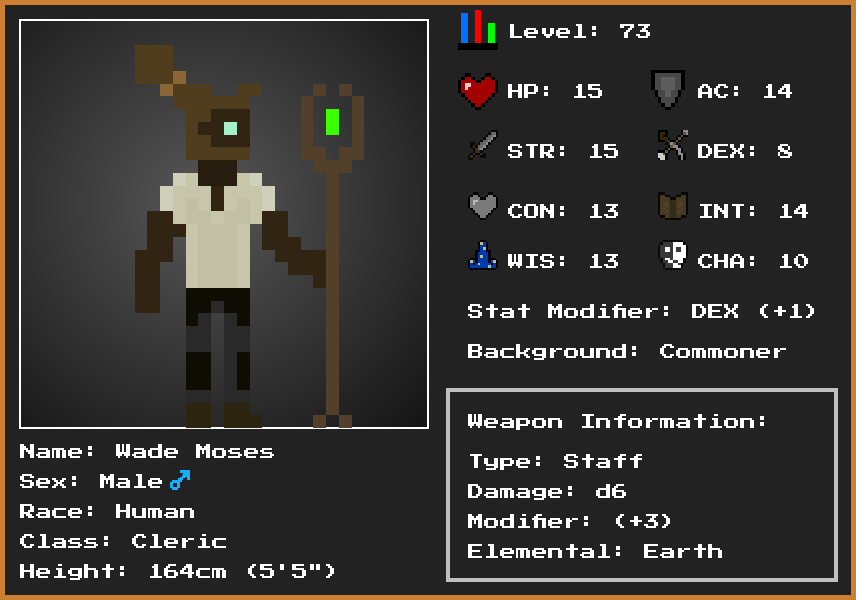 Level: 73
HP: 15
AC: 14
STR: 15
DEX: 8
CON: 13
INT: 14
WIS: 13
CHA: 10
Stat Modifier: DEX (+1)
Background: Commoner
Weapon Information:
Type: Staff
Damage: d6
Modifier: (+3)
Elemental: Earth
Name: Wade Moses
Sex: Male ♂
Race: Human
Class: Cleric
Height: 164cm (5'5")